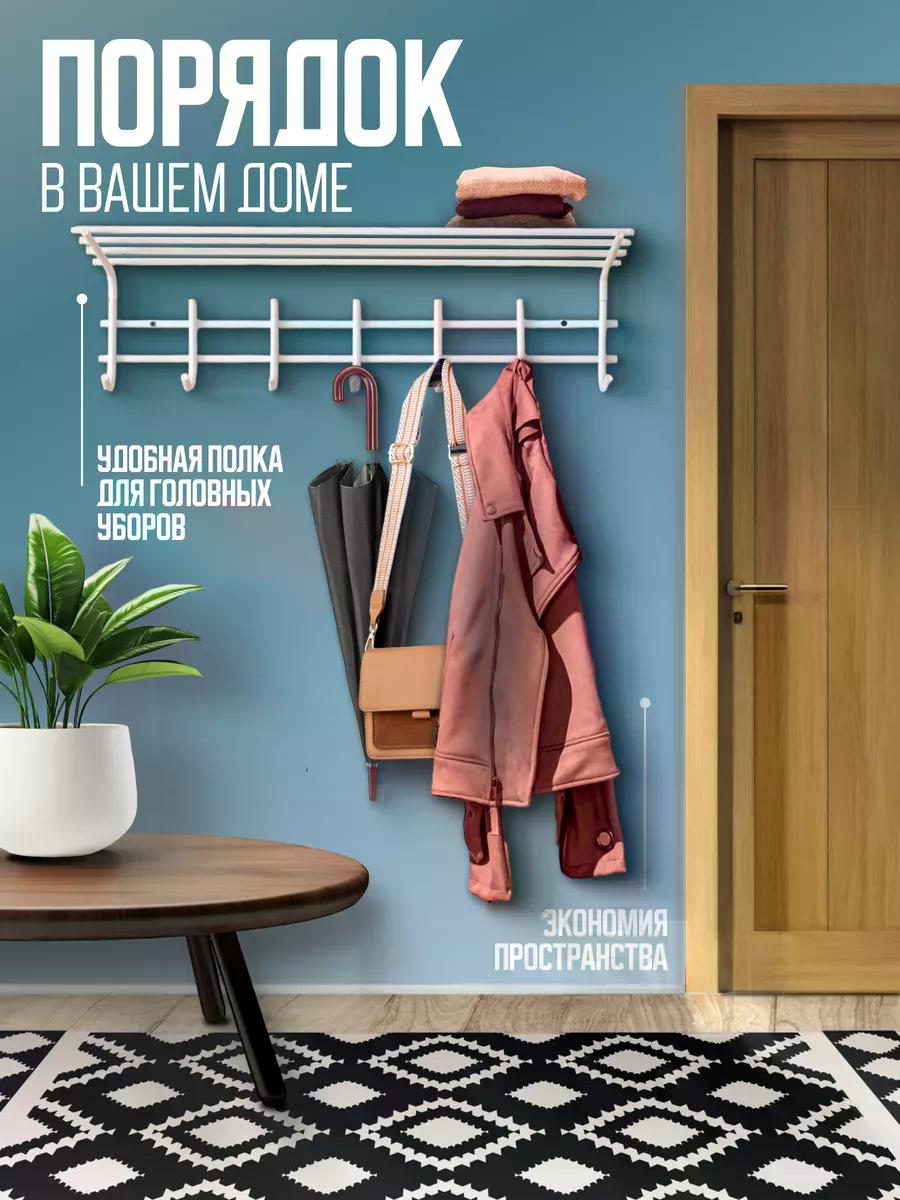 ПОРЯДОК
В ВАШЕМ ДОМЕ
УДОБНАЯ ПОЛКА
ДЛЯ ГОЛОВНЫХ
УБОРОВ
ЭКОНОМИЯ
ПРОСТРАНСТВА